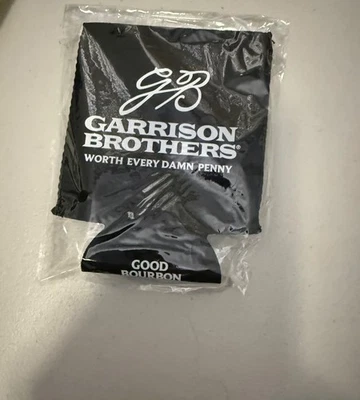 GB
GARRISON
BROTHERS®
WORTH EVERY DAMN PENNY
GOOD
BOURBON